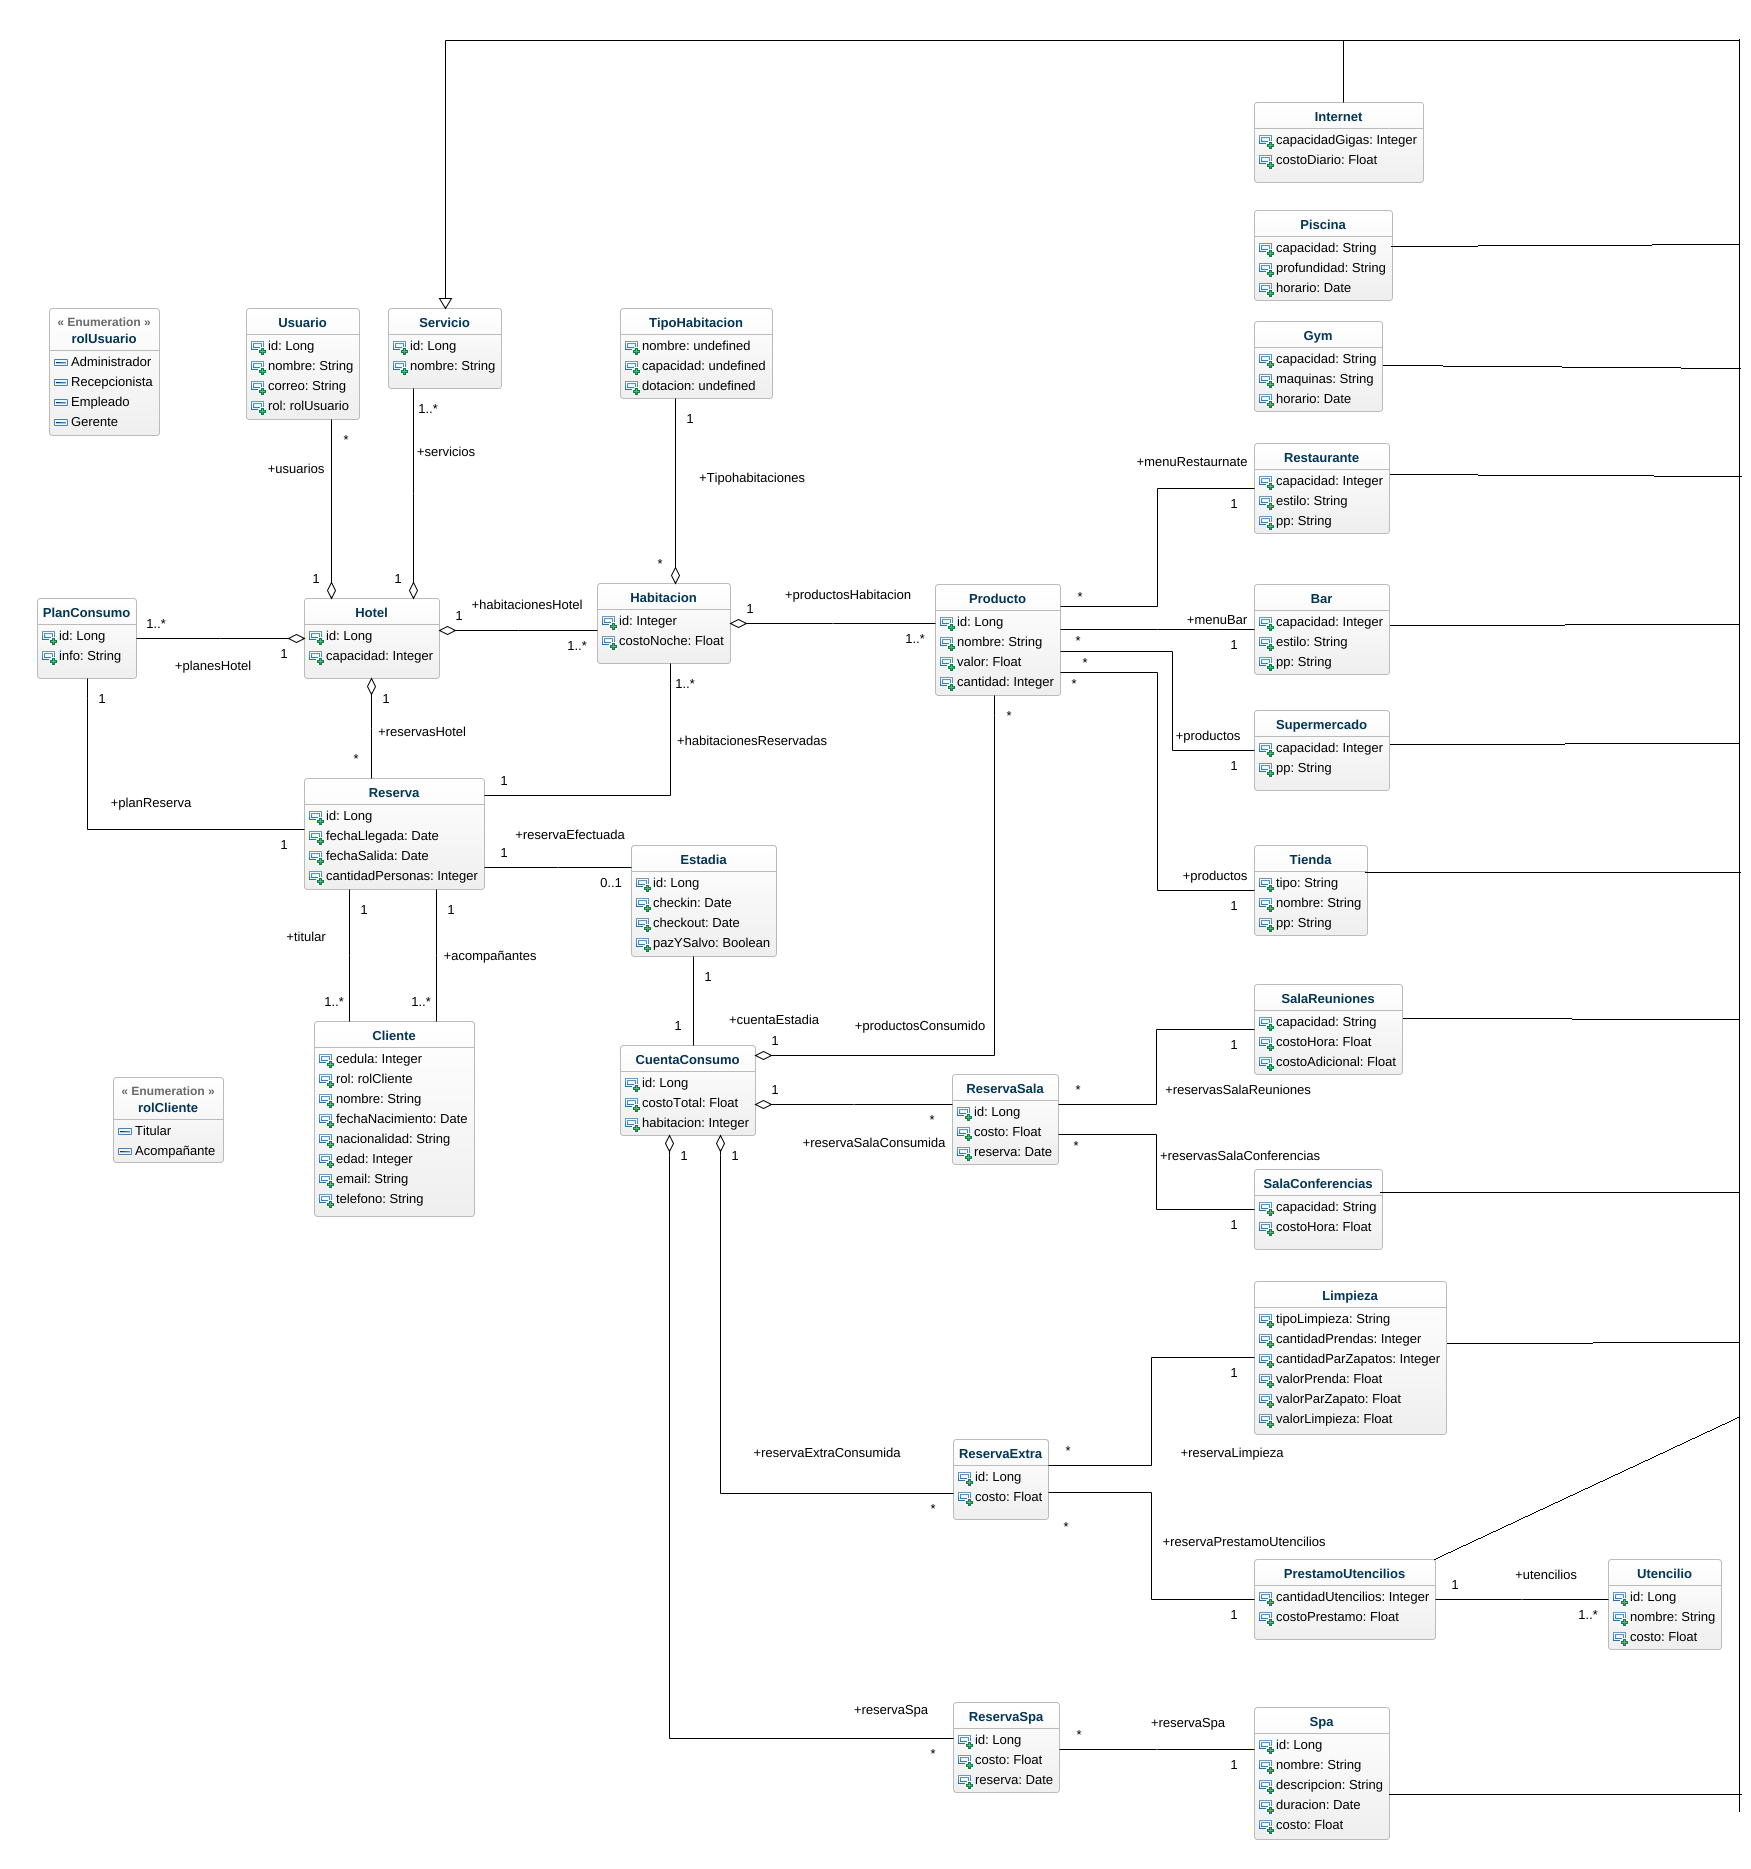 Internet
capacidadGigas: Integer
costoDiario: Float
Piscina
capacidad: String
profundidad: String
horario: Date
« Enumeration »
rolUsuario
Administrador
Recepcionista
Empleado
Gerente
Usuario
id: Long
nombre: String
correo: String
rol: rolUsuario
Servicio
id: Long
nombre: String
TipoHabitacion
nombre: undefined
capacidad: undefined
dotacion: undefined
Gym
capacidad: String
maquinas: String
horario: Date
*
+usuarios
1
1..*
+servicios
1
1
+Tipohabitaciones
*
+menuRestaurnate
1
*
Restaurante
capacidad: Integer
estilo: String
pp: String
PlanConsumo
id: Long
info: String
1..*
+planesHotel
1
Hotel
id: Long
capacidad: Integer
1
+habitacionesHotel
1..*
Habitacion
id: Integer
costoNoche: Float
1
+productosHabitacion
1..*
Producto
id: Long
nombre: String
valor: Float
cantidad: Integer
*
+menuBar
1
Bar
capacidad: Integer
estilo: String
pp: String
*
+productos
1
Supermercado
capacidad: Integer
pp: String
*
+productos
1
Tienda
tipo: String
nombre: String
pp: String
1
+planReserva
1
1
+reservasHotel
*
1..*
+habitacionesReservadas
1
Reserva
id: Long
fechaLlegada: Date
fechaSalida: Date
cantidadPersonas: Integer
+reservaEfectuada
1
0..1
Estadia
id: Long
checkin: Date
checkout: Date
pazYSalvo: Boolean
1
+titular
1..*
1
+acompañantes
1..*
1
1
+cuentaEstadia
*
+productosConsumido
1
Cliente
cedula: Integer
rol: rolCliente
nombre: String
fechaNacimiento: Date
nacionalidad: String
edad: Integer
email: String
telefono: String
« Enumeration »
rolCliente
Titular
Acompañante
CuentaConsumo
id: Long
costoTotal: Float
habitacion: Integer
1
*
+reservaSalaConsumida
ReservaSala
id: Long
costo: Float
reserva: Date
*
1
+reservasSalaReuniones
SalaReuniones
capacidad: String
costoHora: Float
costoAdicional: Float
*
+reservasSalaConferencias
1
SalaConferencias
capacidad: String
costoHora: Float
1
1
Limpieza
tipoLimpieza: String
cantidadPrendas: Integer
cantidadParZapatos: Integer
valorPrenda: Float
valorParZapato: Float
valorLimpieza: Float
1
+reservaExtraConsumida
*
ReservaExtra
id: Long
costo: Float
*
+reservaLimpieza
*
+reservaPrestamoUtencilios
1
PrestamoUtencilios
cantidadUtencilios: Integer
costoPrestamo: Float
1
+utencilios
1..*
Utencilio
id: Long
nombre: String
costo: Float
+reservaSpa
*
ReservaSpa
id: Long
costo: Float
reserva: Date
*
+reservaSpa
1
Spa
id: Long
nombre: String
descripcion: String
duracion: Date
costo: Float